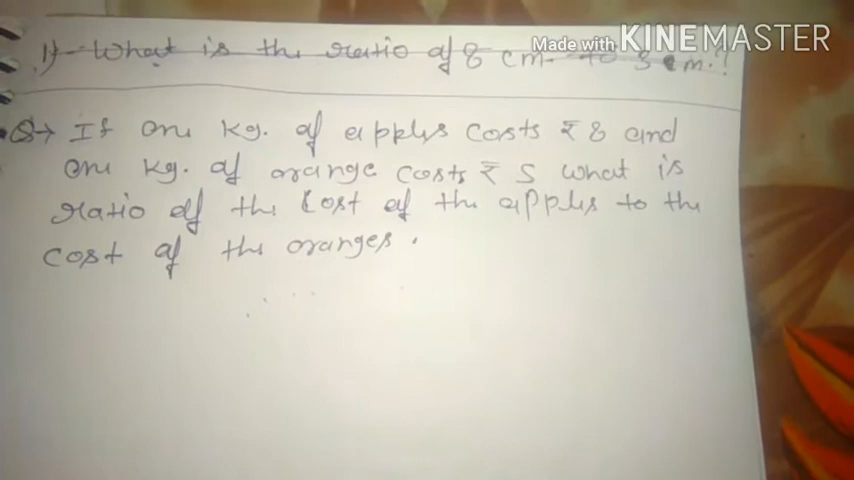 1) What is the ratio of 8 cm. to 5 cm.?
Made with KINEMASTER
Q→ If one kg. of apples costs ₹ 8 and
one kg. of orange costs ₹ 5 what is
ratio of the cost of the apples to the
cost of the oranges.